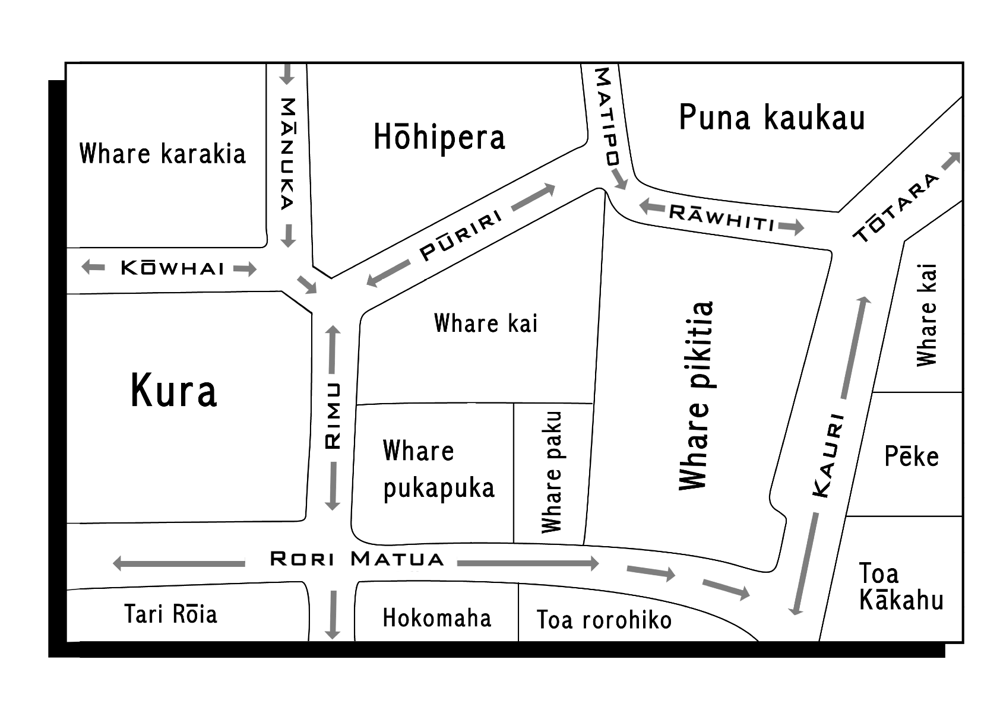 Whare karakia
MĀNUKA
Hōhipera
MATIPO
Puna kaukau
TŌTARA
RĀWHITI
PŪRIRI
KŌWHAI
Kura
RIMU
Whare kai
Whare
pukapuka
Whare paku
Whare pikitia
KAURI
Whare kai
Pēke
Toa
Kākahu
RORI MATUA
Tari Rōia
Hokomaha
Toa rorohiko